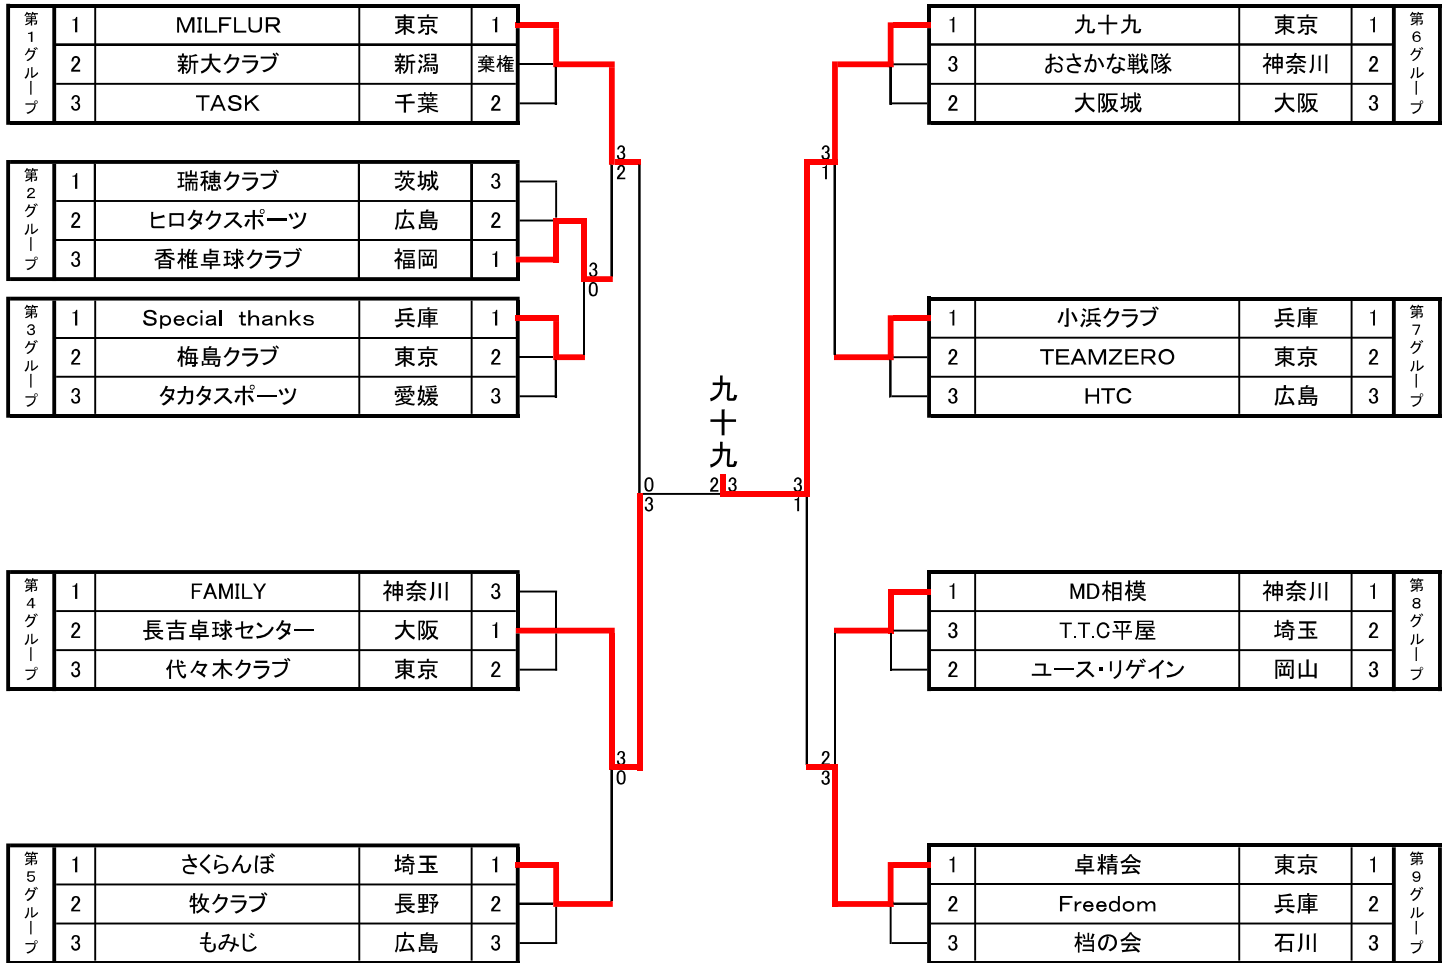 第1グループ
1 MILFLUR 東京 1
2 新大クラブ 新潟 棄権
3 TASK 千葉 2
第2グループ
1 瑞穂クラブ 茨城 3
2 ヒロタクスポーツ 広島 2
3 香椎卓球クラブ 福岡 1
第3グループ
1 Special thanks 兵庫 1
2 梅島クラブ 東京 2
3 タカタスポーツ 愛媛 3
第4グループ
1 FAMILY 神奈川 3
2 長吉卓球センター 大阪 1
3 代々木クラブ 東京 2
第5グループ
1 さくらんぼ 埼玉 1
2 牧クラブ 長野 2
3 もみじ 広島 3
3
2
3
0
0
3
3
0
九十九
2 3
3
1
3
1
2
3
第6グループ
1 九十九 東京 1
3 おさかな戦隊 神奈川 2
2 大阪城 大阪 3
第7グループ
1 小浜クラブ 兵庫 1
2 TEAMZERO 東京 2
3 HTC 広島 3
第8グループ
1 MD相模 神奈川 1
3 T.T.C平屋 埼玉 2
2 ユース・リゲイン 岡山 3
第9グループ
1 卓精会 東京 1
2 Freedom 兵庫 2
3 档の会 石川 3